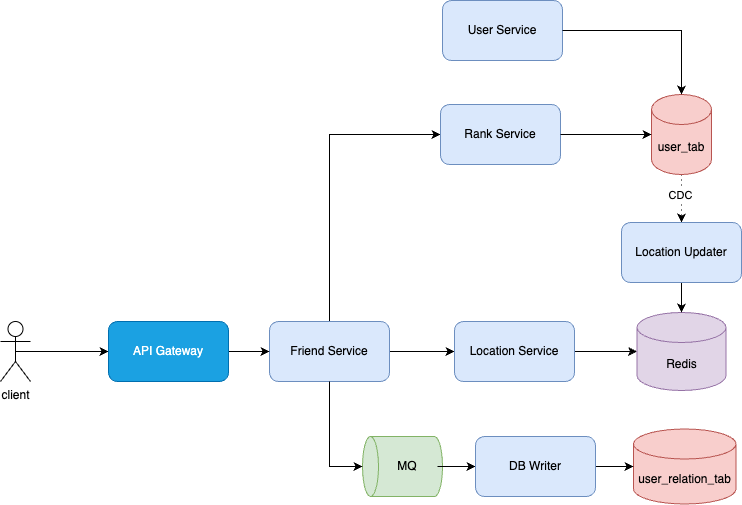 User Service
Rank Service
user_tab
CDC
Location Updater
client
API Gateway
Friend Service
Location Service
Redis
MQ
DB Writer
user_relation_tab